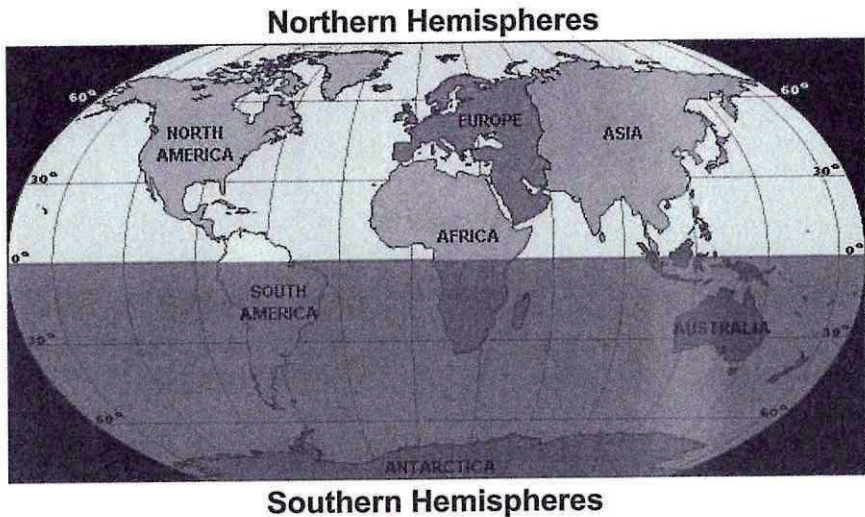 Northern Hemispheres
60°
60°
NORTH
AMERICA
EUROPE
ASIA
30°
30°
AFRICA
0°
0°
SOUTH
AMERICA
AUSTRALIA
30°
60°
60°
ANTARCTICA
Southern Hemispheres